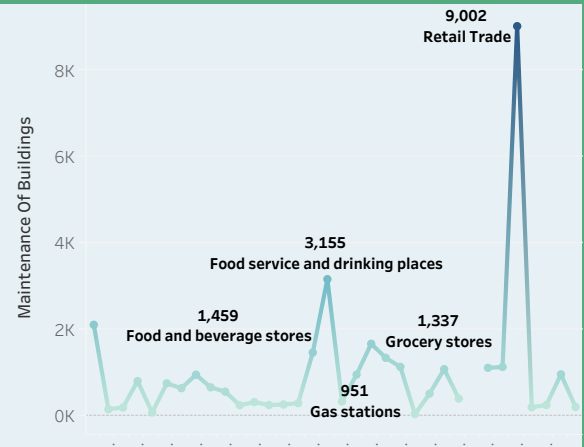 9,002
Retail Trade
8K
6K
Maintenance Of Buildings
4K
3,155
Food service and drinking places
2K
1,459
Food and beverage stores
1,337
Grocery stores
951
Gas stations
0K